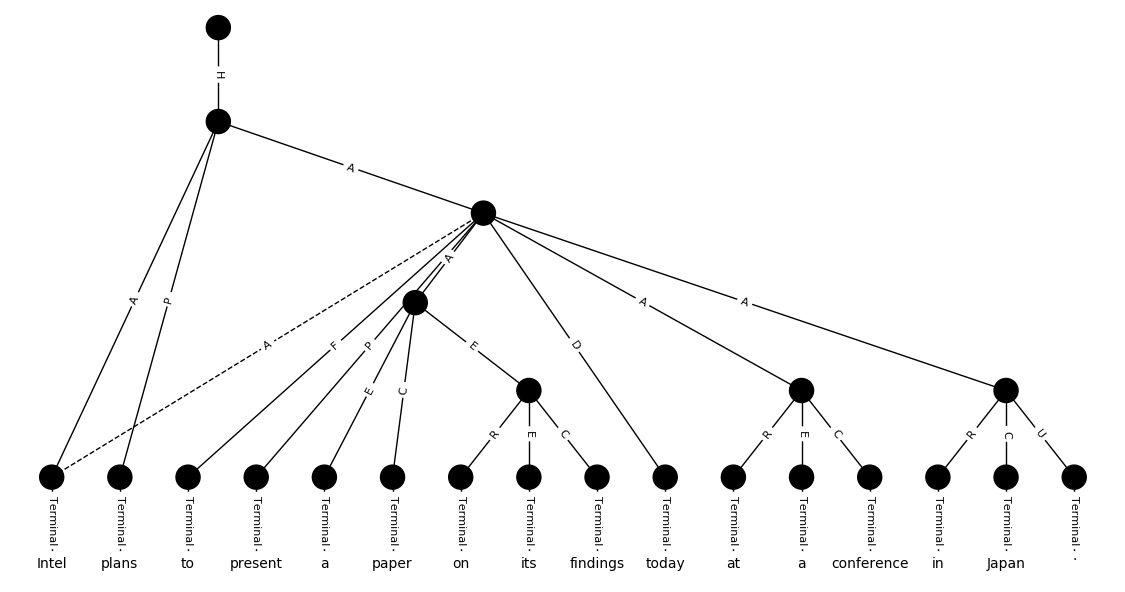 H
A
A
P
A
A
F
P
E
C
E
D
A
A
R
E
C
R
E
C
R
C
U
Terminal Terminal Terminal Terminal Terminal Terminal Terminal Terminal Terminal Terminal Terminal Terminal Terminal Terminal Terminal Terminal
Intel plans to present a paper on its findings today at a conference in Japan .